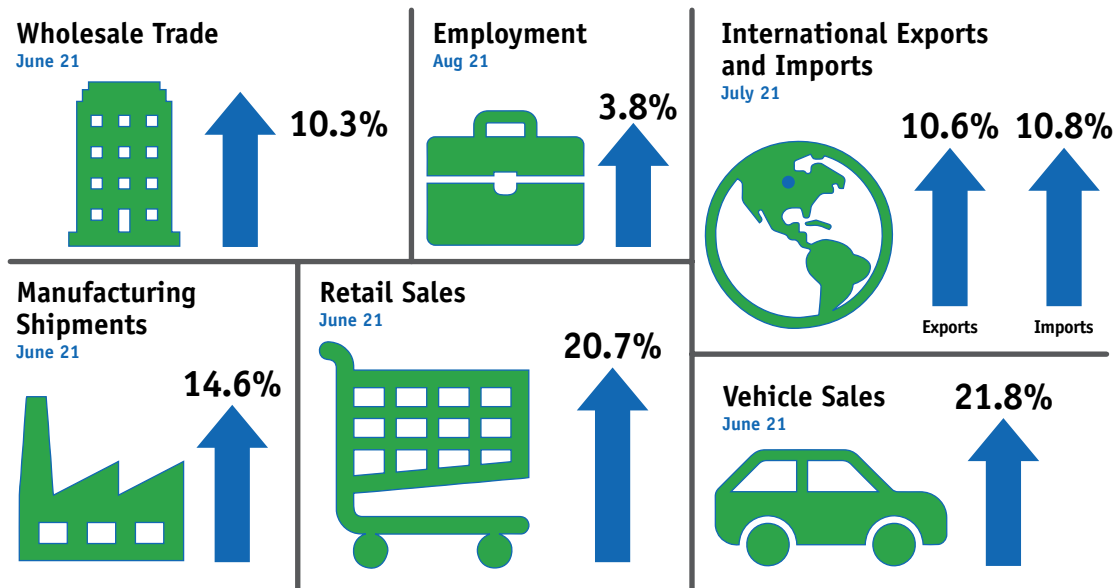 Wholesale Trade
June 21
10.3%
Employment
Aug 21
3.8%
International Exports
and Imports
July 21
10.6%
10.8%
Exports
Imports
Manufacturing
Shipments
June 21
14.6%
Retail Sales
June 21
20.7%
Vehicle Sales
June 21
21.8%